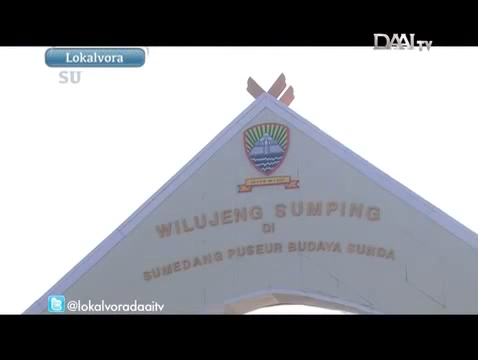 Lokalvora
DAAI TV
SU
WILUJENG SUMPING
DI
SUMEDANG PUSEUR BUDAYA SUNDA
@lokalvoradaaitv